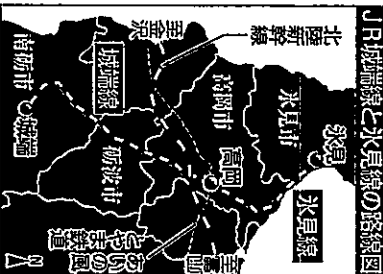 JR城端線と氷見線の路線図
氷見
氷見線
氷見市
高岡
高岡市
北陸新幹線
至金沢
城端線
砺波市
南砺市
城端
至富山
あいの風
とやま鉄道
N